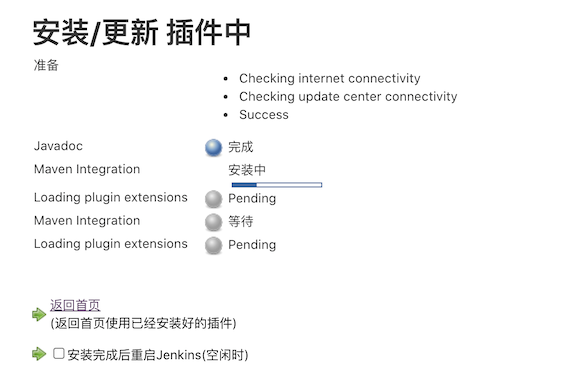 安装/更新 插件中
准备
Checking internet connectivity
Checking update center connectivity
Success
Javadoc 完成
Maven Integration 安装中
Loading plugin extensions Pending
Maven Integration 等待
Loading plugin extensions Pending
返回首页
(返回首页使用已经安装好的插件)
安装完成后重启Jenkins(空闲时)